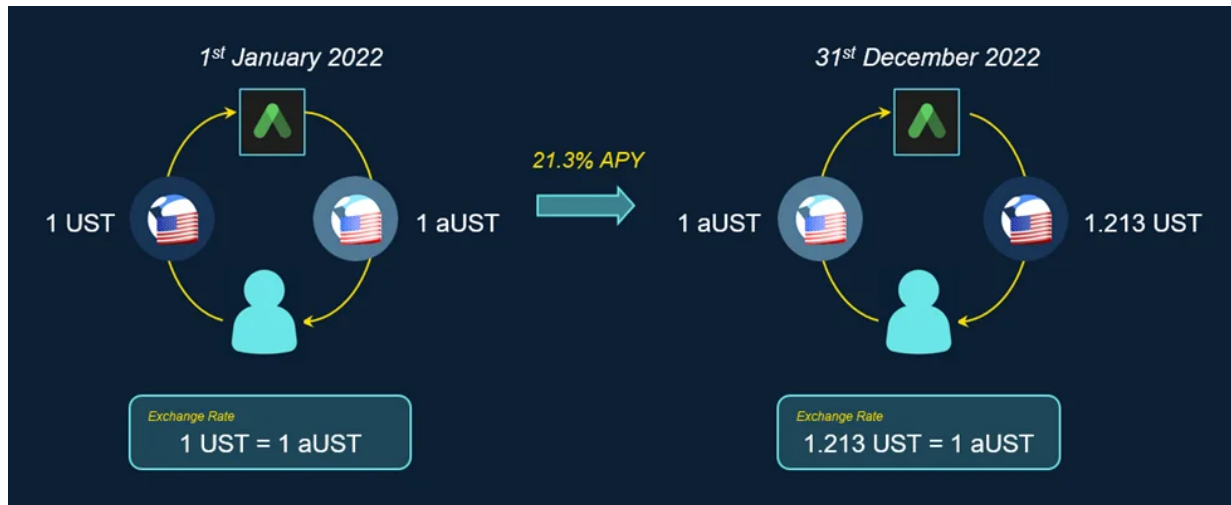 1st January 2022
1 UST
1 aUST
Exchange Rate
1 UST = 1 aUST
21.3% APY
31st December 2022
1 aUST
1.213 UST
Exchange Rate
1.213 UST = 1 aUST